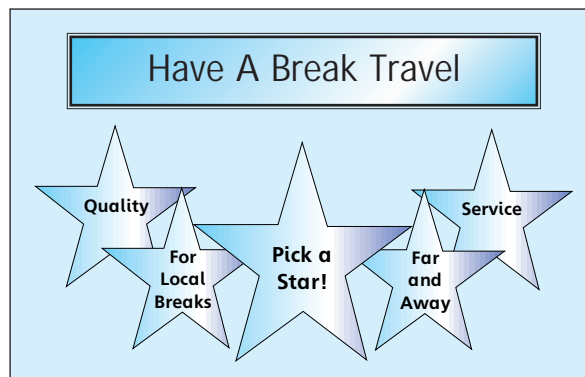 Have A Break Travel
Quality
For
Local
Breaks
Pick a
Star!
Far
and
Away
Service